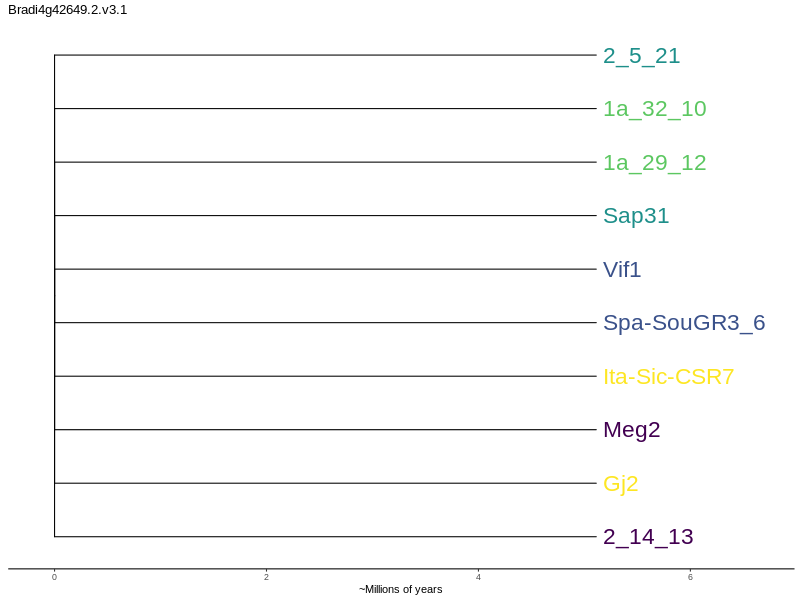 Bradi4g42649.2.v3.1
2_5_21
1a_32_10
1a_29_12
Sap31
Vif1
Spa-SouGR3_6
Ita-Sic-CSR7
Meg2
Gj2
2_14_13
0 2 4 6
~Millions of years